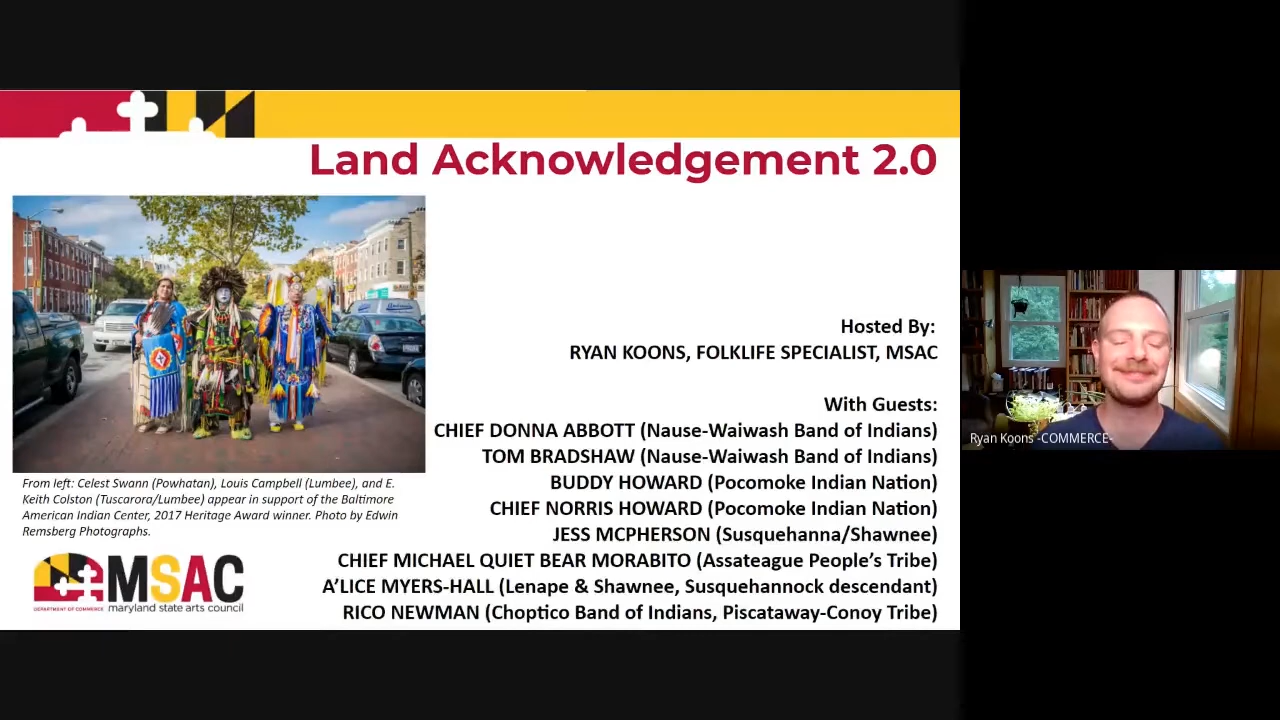 Land Acknowledgement 2.0
Hosted By:
RYAN KOONS, FOLKLIFE SPECIALIST, MSAC
With Guests:
CHIEF DONNA ABBOTT (Nause-Waiwash Band of Indians)
TOM BRADSHAW (Nause-Waiwash Band of Indians)
BUDDY HOWARD (Pocomoke Indian Nation)
CHIEF NORRIS HOWARD (Pocomoke Indian Nation)
JESS MCPHERSON (Susquehanna/Shawnee)
CHIEF MICHAEL QUIET BEAR MORABITO (Assateague People's Tribe)
A'LICE MYERS-HALL (Lenape & Shawnee, Susquehannock descendant)
RICO NEWMAN (Choptico Band of Indians, Piscataway-Conoy Tribe)
From left: Celest Swann (Powhatan), Louis Campbell (Lumbee), and E.
Keith Colston (Tuscarora/Lumbee) appear in support of the Baltimore
American Indian Center, 2017 Heritage Award winner. Photo by Edwin
Remsberg Photographs.
MSAC
DEPARTMENT OF COMMERCE
maryland state arts council
Ryan Koons -COMMERCE-